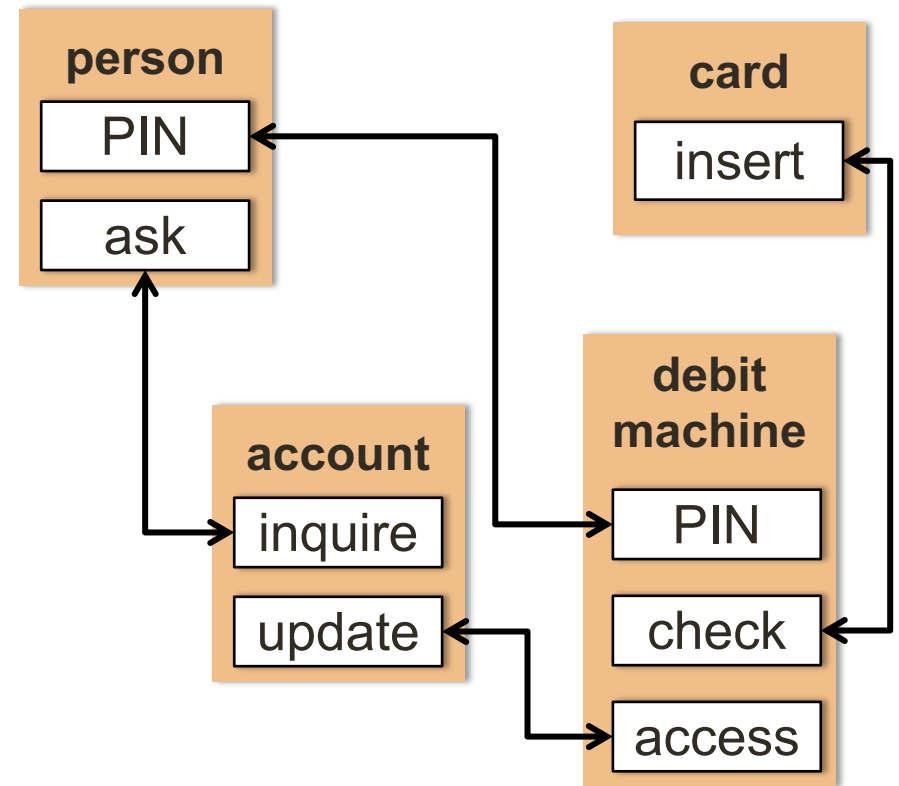 person
PIN
ask
card
insert
account
inquire
update
debit
machine
PIN
check
access